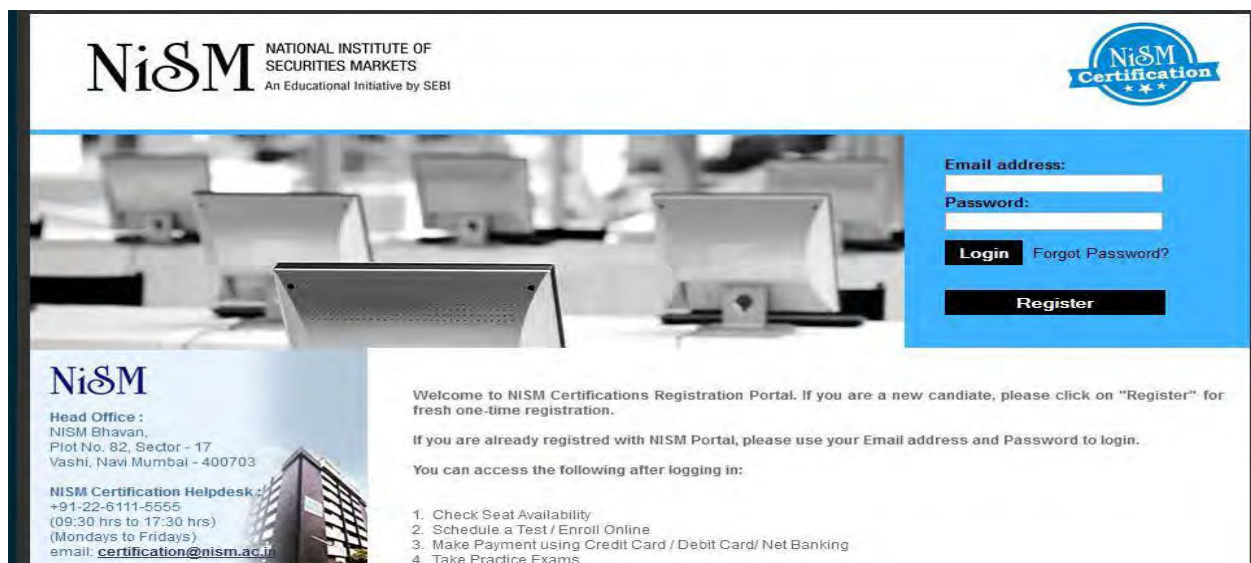 NiSM
NATIONAL INSTITUTE OF
SECURITIES MARKETS
An Educational Initiative by SEBI
NiSM
Certification
Email address:
Password:
Login Forgot Password?
Register
NiSM
Head Office :
NISM Bhavan,
Plot No. 82, Sector - 17
Vashi, Navi Mumbai - 400703
NISM Certification Helpdesk :
+91-22-6111-5555
(09:30 hrs to 17:30 hrs)
(Mondays to Fridays)
email: certification@nism.ac.in
Welcome to NISM Certifications Registration Portal. If you are a new candiate, please click on "Register" for
fresh one-time registration.
If you are already registred with NISM Portal, please use your Email address and Password to login.
You can access the following after logging in:
1. Check Seat Availability
2. Schedule a Test / Enroll Online
3. Make Payment using Credit Card / Debit Card/ Net Banking
4. Take Practice Exams